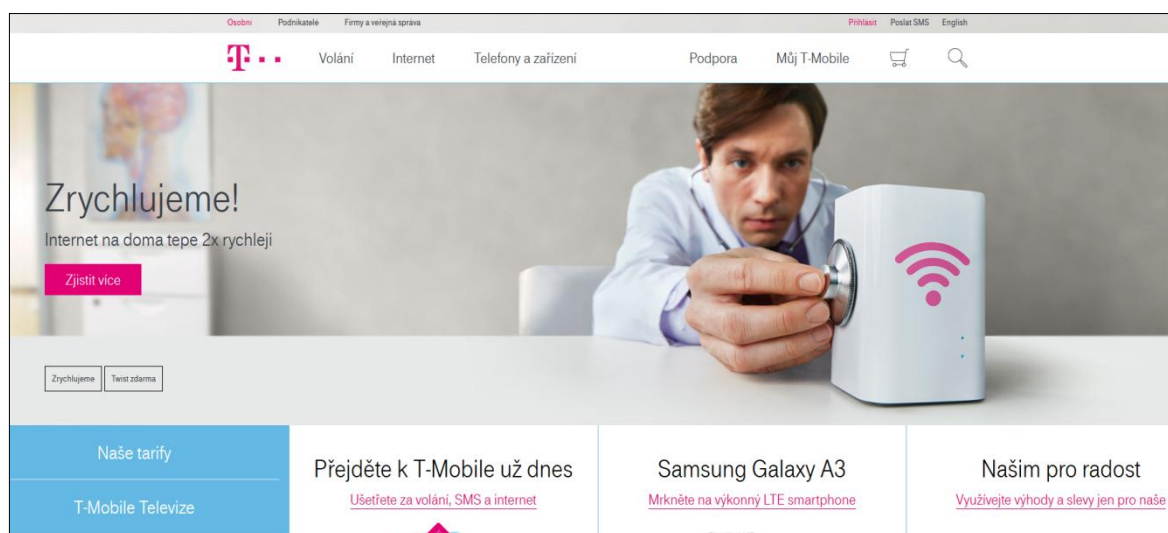 Osobní Podnikatelé Firmy a veřejná správa Přihlásit Poslat SMS English
T Volání Internet Telefony a zařízení Podpora Můj T-Mobile
Zrychlujeme!
Internet na doma tepe 2x rychleji
Zjistit více
Zrychlujeme Twist zdarma
Naše tarify
T-Mobile Televize
Přejděte k T-Mobile už dnes
Ušetřete za volání, SMS a internet
Samsung Galaxy A3
Mrkněte na výkonný LTE smartphone
Našim pro radost
Využívejte výhody a slevy jen pro naše